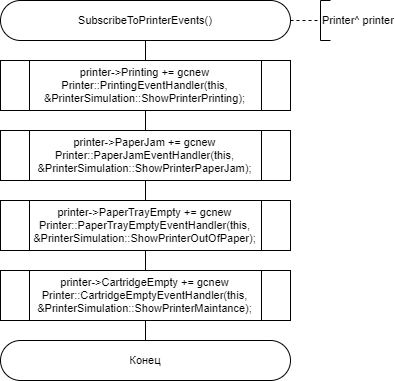 SubscribeToPrinterEvents()
Printer^ printer
printer->Printing += gcnew
Printer::PrintingEventHandler(this,
&PrinterSimulation::ShowPrinterPrinting);
printer->PaperJam += gcnew
Printer::PaperJamEventHandler(this,
&PrinterSimulation::ShowPrinterPaperJam);
printer->PaperTrayEmpty += gcnew
Printer::PaperTrayEmptyEventHandler(this,
&PrinterSimulation::ShowPrinterOutOfPaper);
printer->CartridgeEmpty += gcnew
Printer::CartridgeEmptyEventHandler(this,
&PrinterSimulation::ShowPrinterMaintance);
Конец